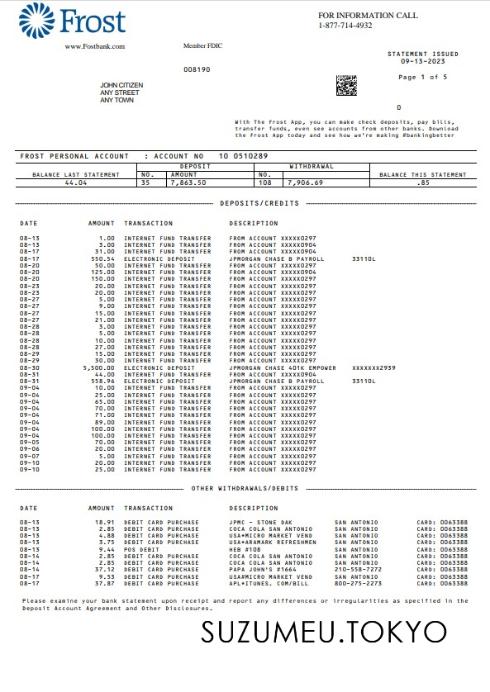 Frost
FOR INFORMATION CALL
1-877-714-4932
www.Fostbank.com
Member FDIC
STATEMENT ISSUED
09-13-2023
008190
Page 1 of 5
JOHN CITIZEN
ANY STREET
ANY TOWN
0
With The Frost App, you can make check deposits, pay bills,
transfer funds, even see accounts from other banks. Download
the Frost App today and see how we're making #bankingbetter
FROST PERSONAL ACCOUNT : ACCOUNT NO 10 0510289
DEPOSIT WITHDRAWAL
BALANCE LAST STATEMENT NO. AMOUNT NO. BALANCE THIS STATEMENT
44.04 35 7,863.50 108 7,906.69 .85
DEPOSITS/CREDITS
DATE AMOUNT TRANSACTION DESCRIPTION
08-13 1.00 INTERNET FUND TRANSFER FROM ACCOUNT XXXXX0297
08-13 3.00 INTERNET FUND TRANSFER FROM ACCOUNT XXXXX0904
08-17 31.00 INTERNET FUND TRANSFER FROM ACCOUNT XXXXX0904
08-17 550.54 ELECTRONIC DEPOSIT JPMORGAN CHASE B PAYROLL 33110L
08-20 50.00 INTERNET FUND TRANSFER FROM ACCOUNT XXXXX0297
08-20 125.00 INTERNET FUND TRANSFER FROM ACCOUNT XXXXX0904
08-20 150.00 INTERNET FUND TRANSFER FROM ACCOUNT XXXXX0297
08-23 20.00 INTERNET FUND TRANSFER FROM ACCOUNT XXXXX0297
08-23 20.00 INTERNET FUND TRANSFER FROM ACCOUNT XXXXX0297
08-27 5.00 INTERNET FUND TRANSFER FROM ACCOUNT XXXXX0297
08-27 9.00 INTERNET FUND TRANSFER FROM ACCOUNT XXXXX0297
08-27 15.00 INTERNET FUND TRANSFER FROM ACCOUNT XXXXX0297
08-27 21.00 INTERNET FUND TRANSFER FROM ACCOUNT XXXXX0297
08-28 3.00 INTERNET FUND TRANSFER FROM ACCOUNT XXXXX0297
08-28 5.00 INTERNET FUND TRANSFER FROM ACCOUNT XXXXX0297
08-28 10.00 INTERNET FUND TRANSFER FROM ACCOUNT XXXXX0297
08-28 27.00 INTERNET FUND TRANSFER FROM ACCOUNT XXXXX0297
08-29 15.00 INTERNET FUND TRANSFER FROM ACCOUNT XXXXX0297
08-29 30.00 INTERNET FUND TRANSFER FROM ACCOUNT XXXXX0297
08-30 5,500.00 ELECTRONIC DEPOSIT JPMORGAN CHASE 401K EMPOWER XXXXXXX2939
08-31 44.00 INTERNET FUND TRANSFER FROM ACCOUNT XXXXX0904
08-31 558.96 ELECTRONIC DEPOSIT JPMORGAN CHASE B PAYROLL 33110L
09-04 10.00 INTERNET FUND TRANSFER FROM ACCOUNT XXXXX0297
09-04 25.00 INTERNET FUND TRANSFER FROM ACCOUNT XXXXX0297
09-04 65.00 INTERNET FUND TRANSFER FROM ACCOUNT XXXXX0297
09-04 70.00 INTERNET FUND TRANSFER FROM ACCOUNT XXXXX0297
09-04 71.00 INTERNET FUND TRANSFER FROM ACCOUNT XXXXX0297
09-04 89.00 INTERNET FUND TRANSFER FROM ACCOUNT XXXXX0297
09-04 100.00 INTERNET FUND TRANSFER FROM ACCOUNT XXXXX0297
09-04 100.00 INTERNET FUND TRANSFER FROM ACCOUNT XXXXX0297
09-05 70.00 INTERNET FUND TRANSFER FROM ACCOUNT XXXXX0297
09-06 20.00 INTERNET FUND TRANSFER FROM ACCOUNT XXXXX0297
09-07 5.00 INTERNET FUND TRANSFER FROM ACCOUNT XXXXX0297
09-10 20.00 INTERNET FUND TRANSFER FROM ACCOUNT XXXXX0297
09-10 25.00 INTERNET FUND TRANSFER FROM ACCOUNT XXXXX0297
OTHER WITHDRAWALS/DEBITS
DATE AMOUNT TRANSACTION DESCRIPTION
08-13 18.91 DEBIT CARD PURCHASE JPMC - STONE OAK SAN ANTONIO CARD: 0063388
08-13 2.85 DEBIT CARD PURCHASE COCA COLA SAN ANTONIO SAN ANTONIO CARD: 0063388
08-13 4.88 DEBIT CARD PURCHASE USA*MICRO MARKET VEND SAN ANTONIO CARD: 0063388
08-13 3.75 DEBIT CARD PURCHASE USA*ARAMARK REFRESHMEN SAN ANTONIO CARD: 0063388
08-13 9.44 POS DEBIT HEB #108 SAN ANTONIO CARD: 0063388
08-14 2.85 DEBIT CARD PURCHASE COCA COLA SAN ANTONIO SAN ANTONIO CARD: 0063388
08-14 2.85 DEBIT CARD PURCHASE COCA COLA SAN ANTONIO SAN ANTONIO CARD: 0063388
08-14 37.12 DEBIT CARD PURCHASE PAPA JOHN'S #1664 210-558-7272 CARD: 0063388
08-17 9.53 DEBIT CARD PURCHASE USA#MICRO MARKET VEND SAN ANTONIO CARD: 0063388
08-17 37.87 DEBIT CARD PURCHASE APL*ITUNES, COM/BILL 800-275-2273 CARD: 0063388
Please examine your bank statement upon receipt and report any differences or irregularities as specified in the
Deposit Account Agreement and Other Disclosures.
SUZUMEU.TOKYO